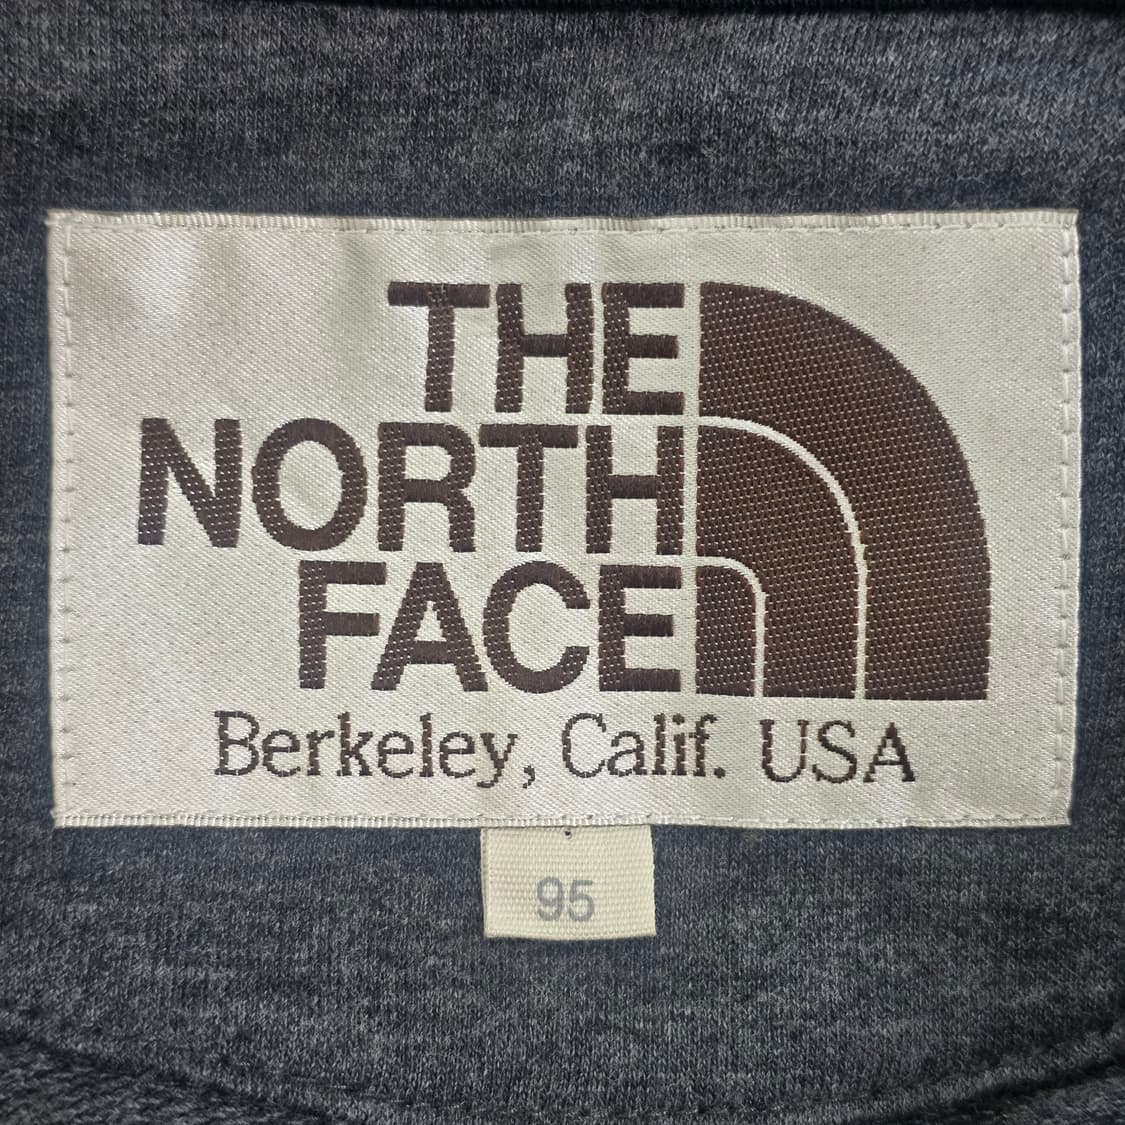 THE
NORTH
FACE
Berkeley, Calif. USA
95